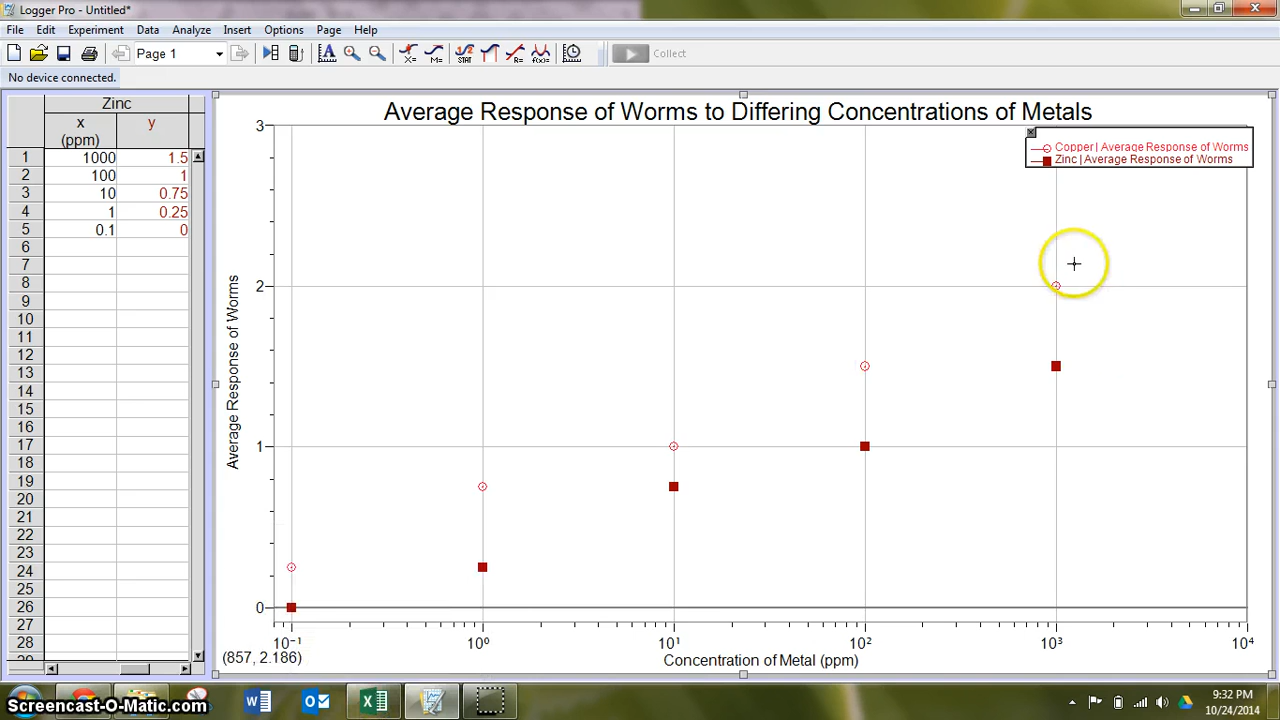 Logger Pro - Untitled*
File Edit Experiment Data Analyze Insert Options Page Help
Page 1
Collect
No device connected.
Zinc
x y
(ppm)
1 1000 1.5
2 100 1
3 10 0.75
4 1 0.25
5 0.1 0
6
7
8
9
10
11
12
13
14
15
16
17
18
19
20
21
22
23
24
25
26
27
28
Average Response of Worms to Differing Concentrations of Metals
Copper | Average Response of Worms
Zinc | Average Response of Worms
3
2
1
0
Average Response of Worms
10⁻¹ 10⁰ 10¹ 10² 10³ 10⁴
(857, 2.186)
Concentration of Metal (ppm)
Screencast-O-Matic.com
9:32 PM
10/24/2014